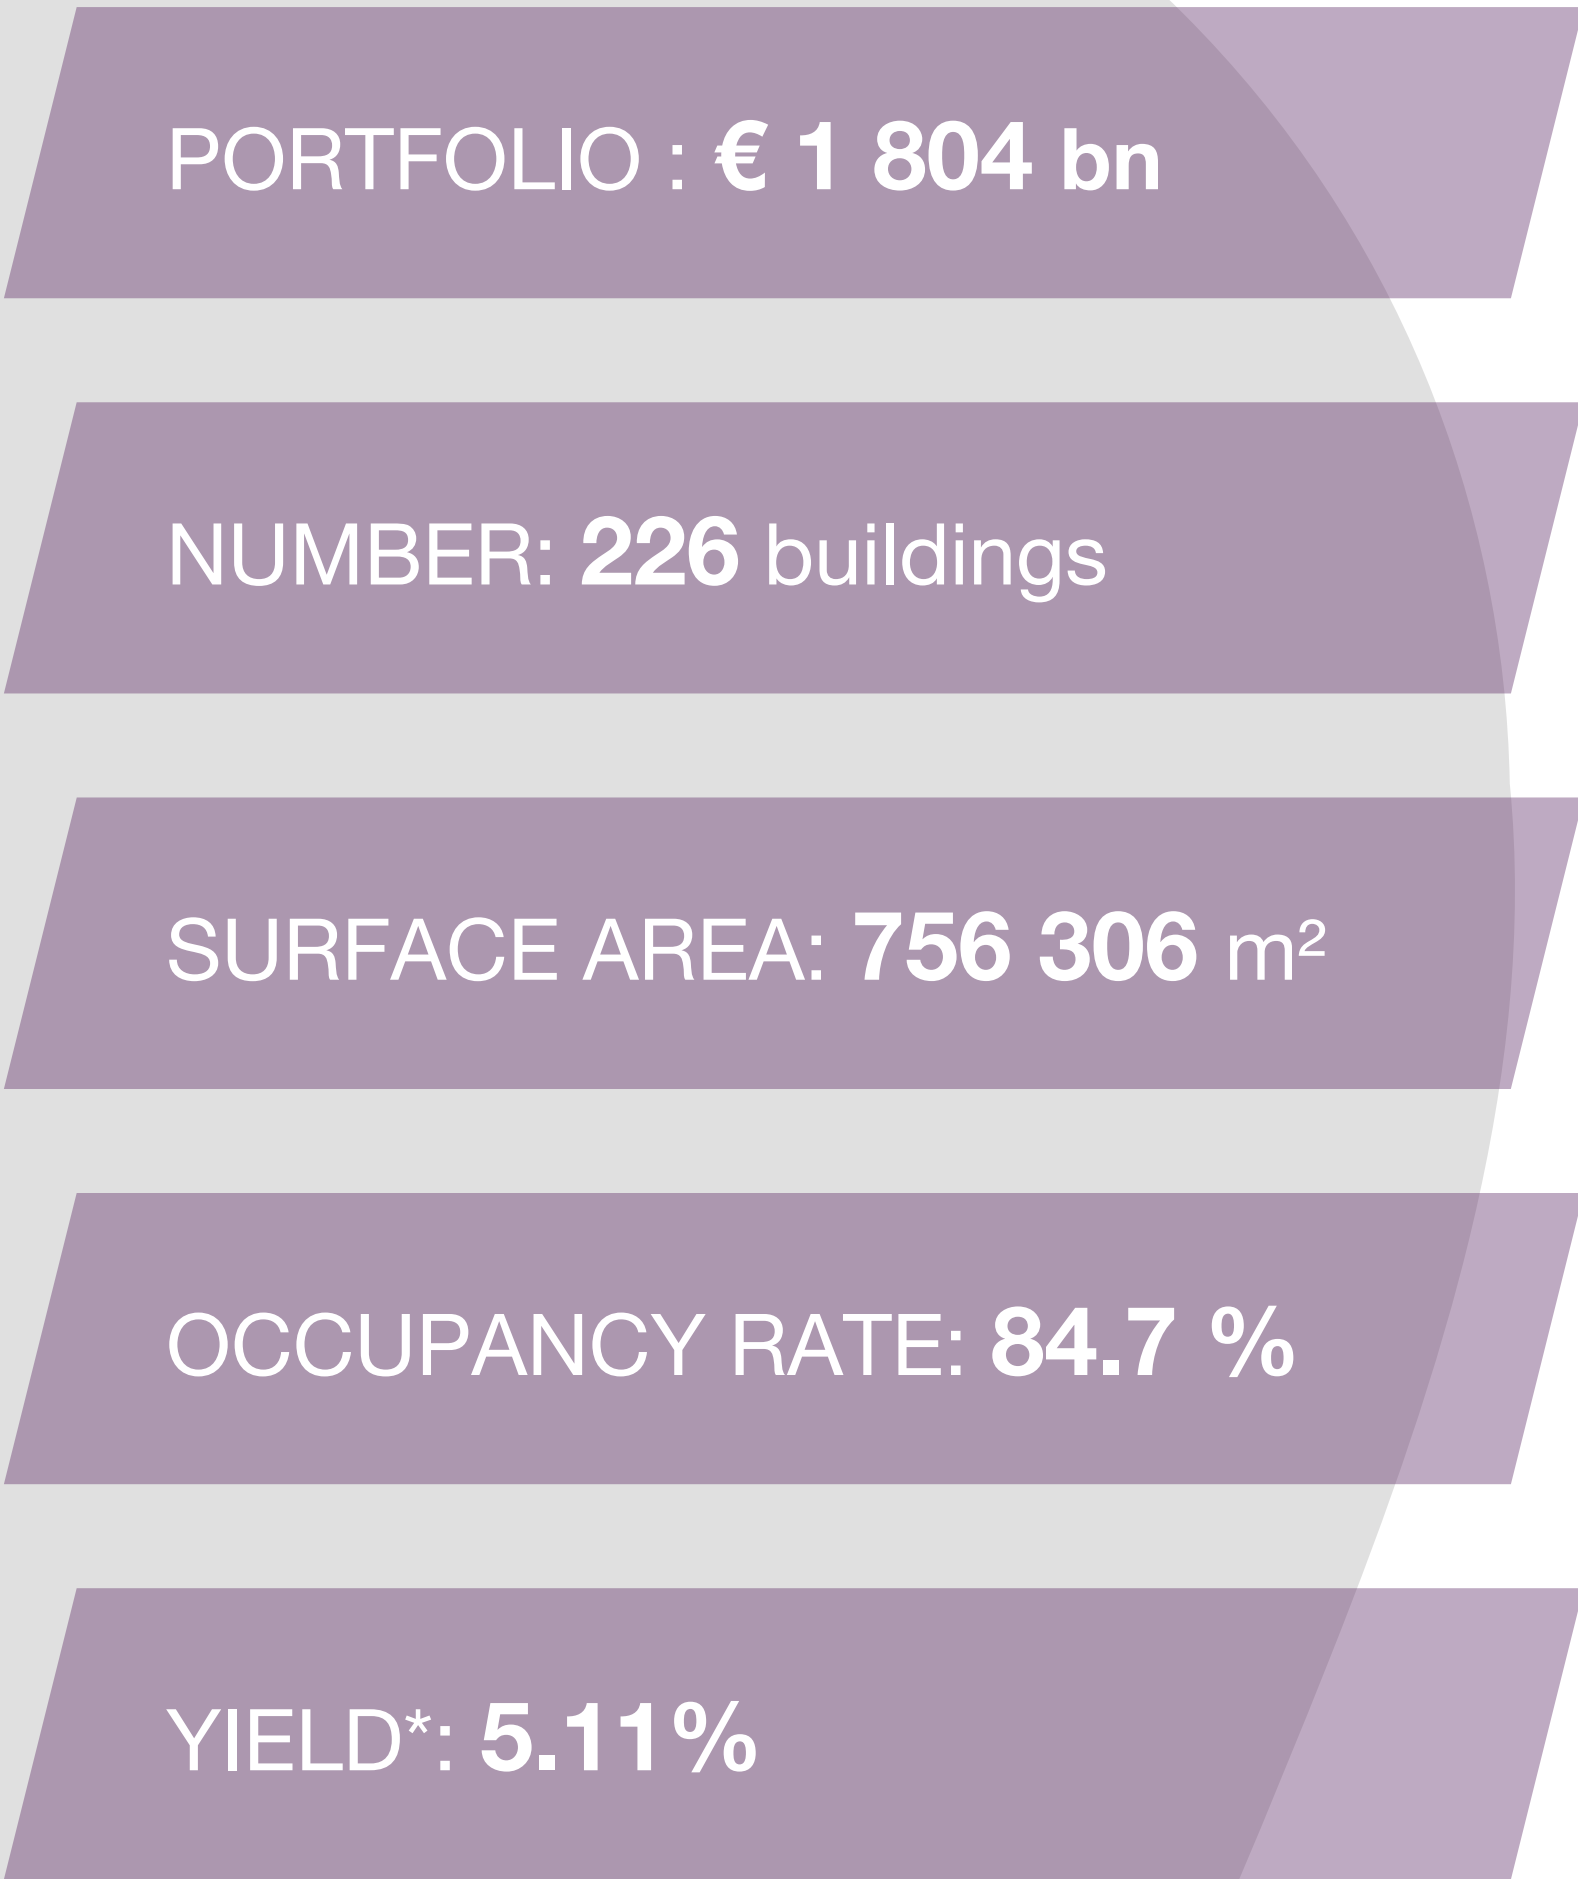 PORTFOLIO : € 1 804 bn
NUMBER: 226 buildings
SURFACE AREA: 756 306 m²
OCCUPANCY RATE: 84.7 %
YIELD*: 5.11%